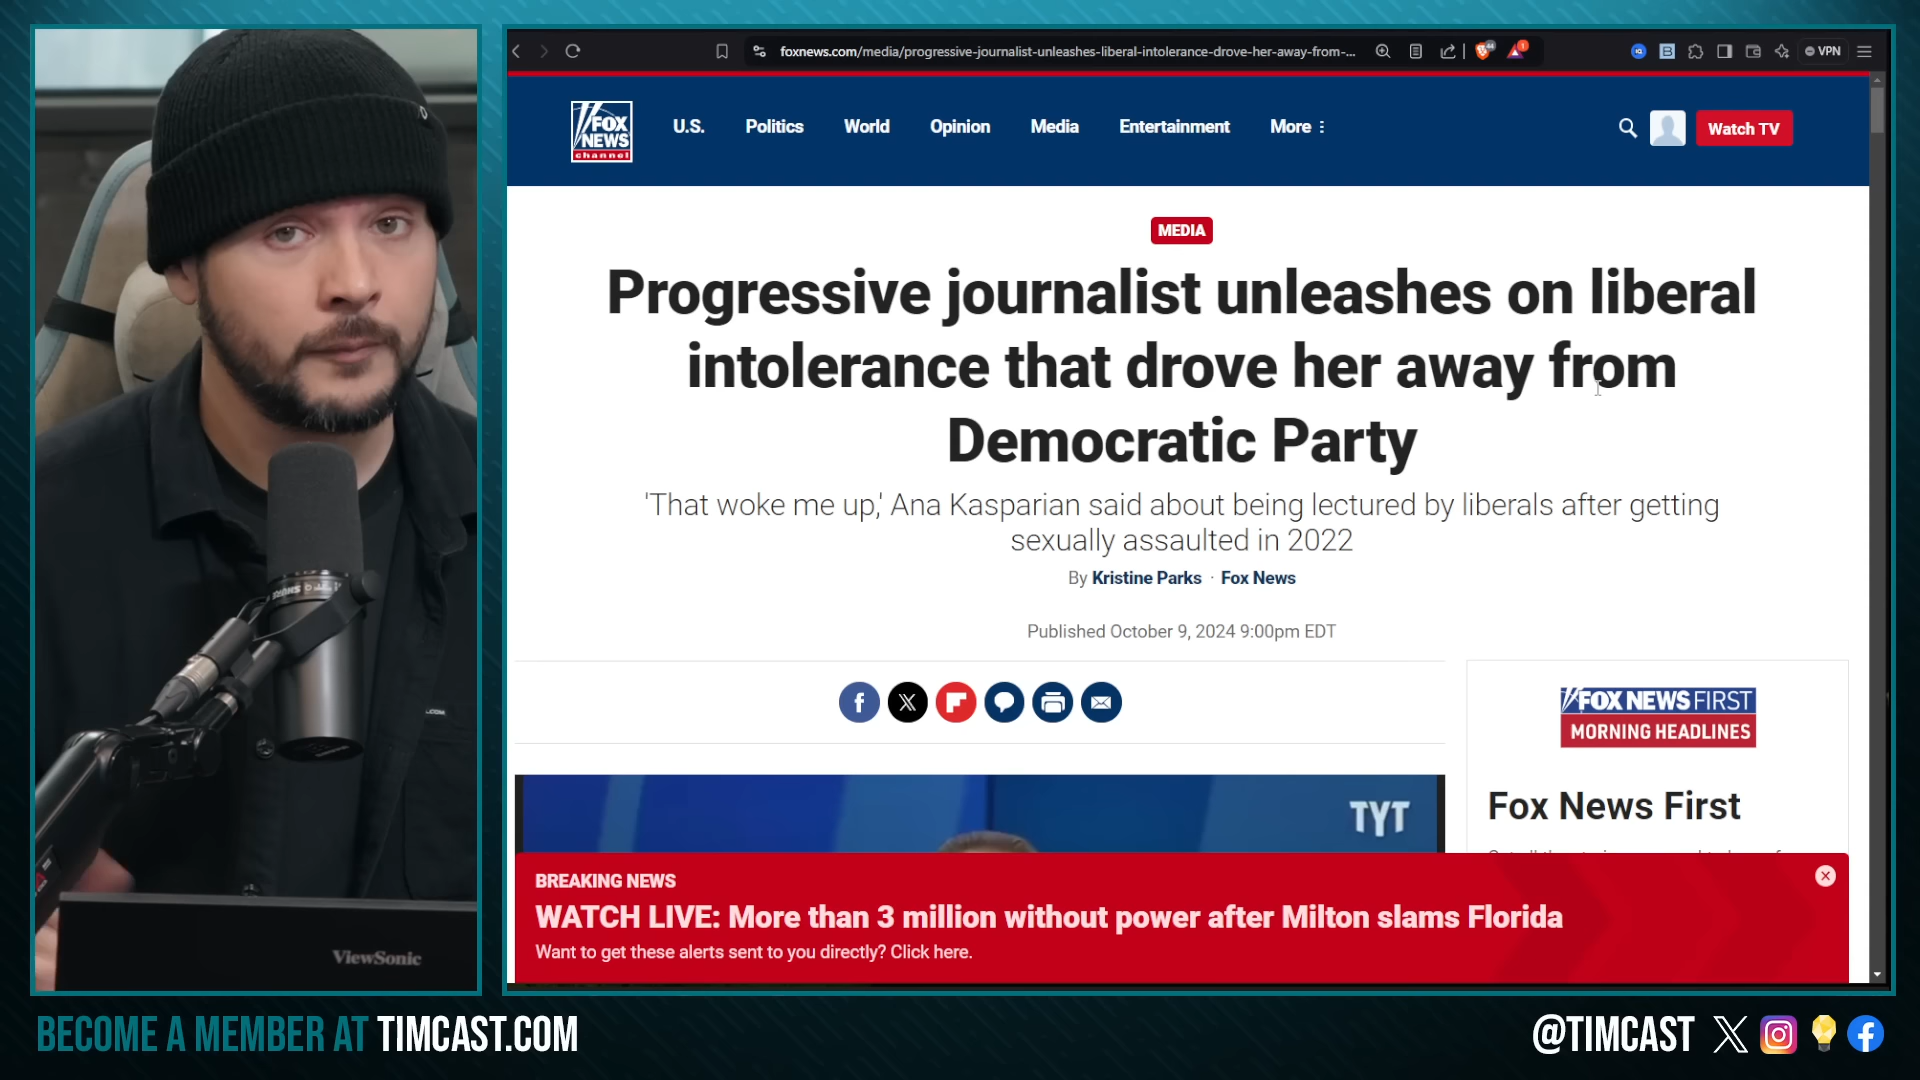 foxnews.com/media/progressive-journalist-unleashes-liberal-intolerance-drove-her-away-from-...
VPN
FOX
NEWS
channel
U.S. Politics World Opinion Media Entertainment More
Watch TV
MEDIA
Progressive journalist unleashes on liberal
intolerance that drove her away from
Democratic Party
'That woke me up,' Ana Kasparian said about being lectured by liberals after getting
sexually assaulted in 2022
By Kristine Parks · Fox News
Published October 9, 2024 9:00pm EDT
FOX NEWS FIRST
MORNING HEADLINES
Fox News First
TYT
BREAKING NEWS
WATCH LIVE: More than 3 million without power after Milton slams Florida
Want to get these alerts sent to you directly? Click here.
ViewSonic
BECOME A MEMBER AT TIMCAST.COM
@TIMCAST